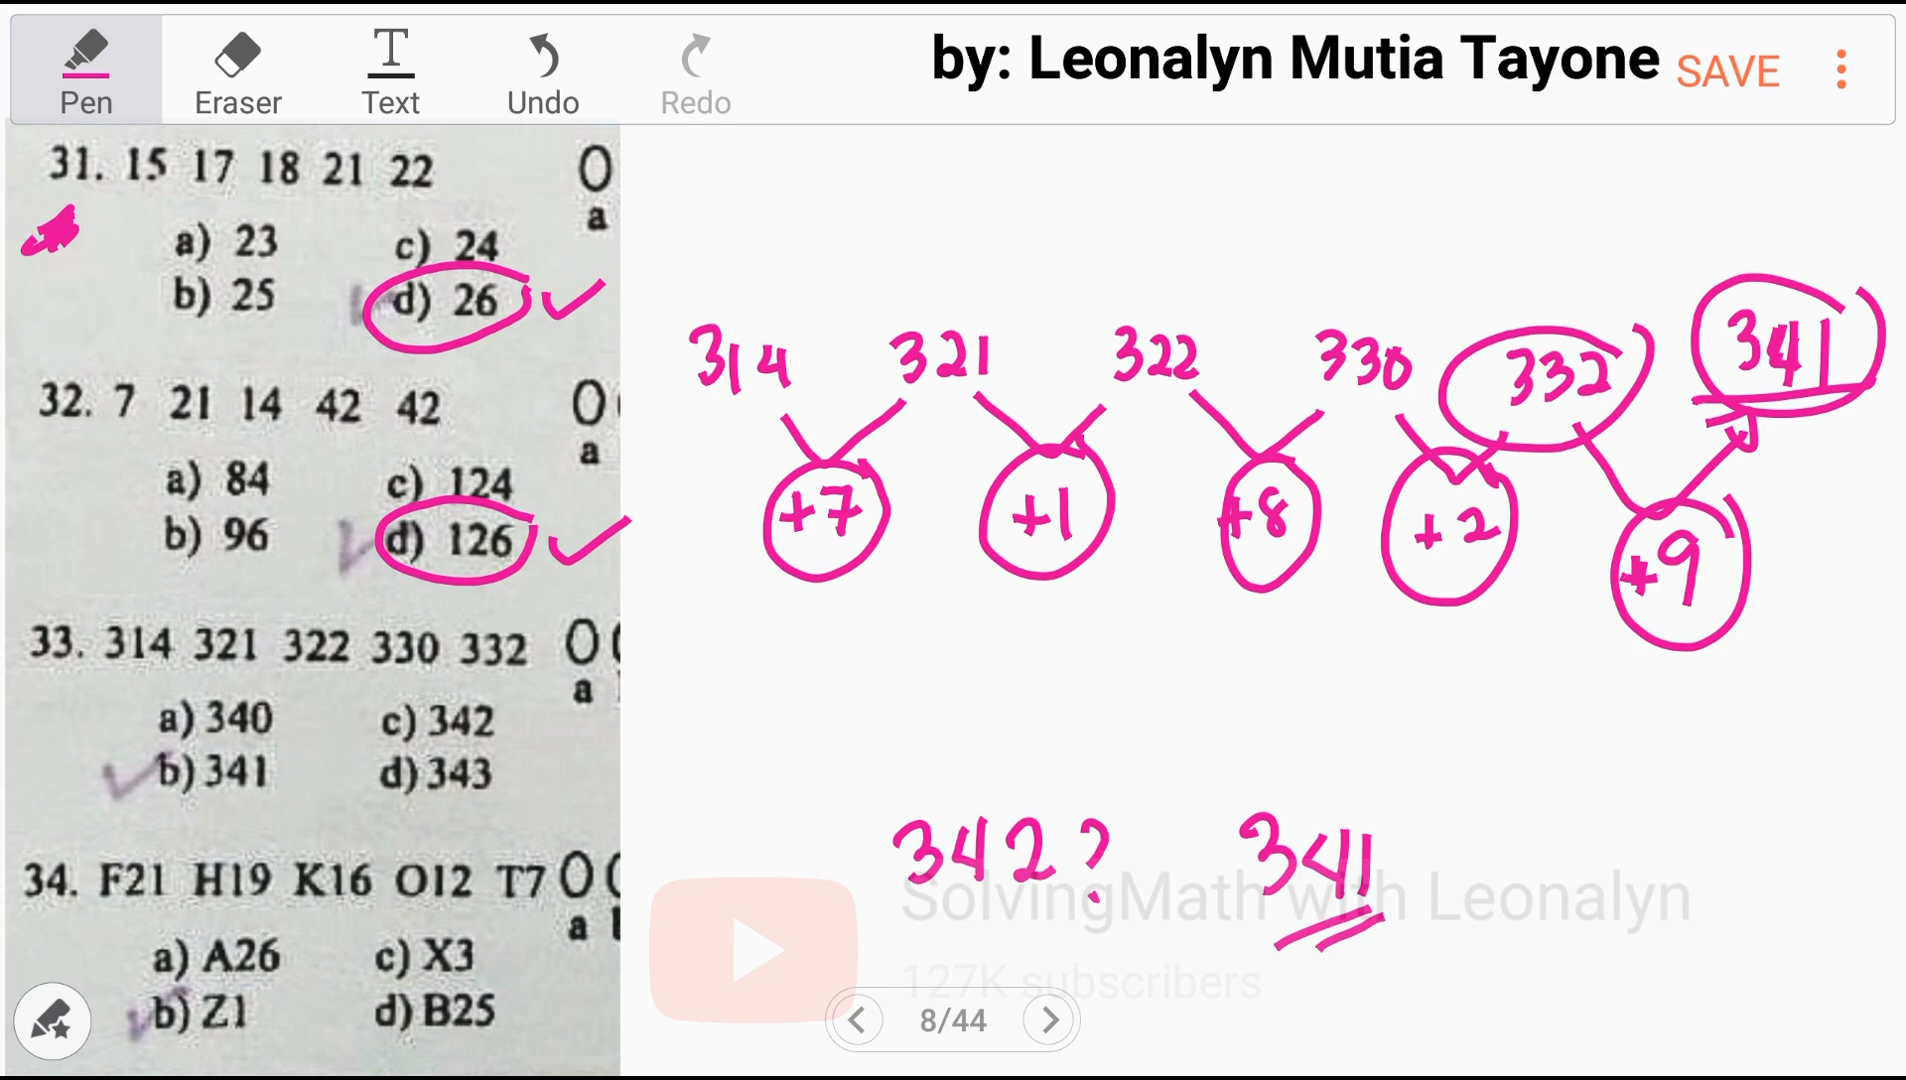 Pen Eraser Text Undo Redo by: Leonalyn Mutia Tayone SAVE
31. 15 17 18 21 22 O
a
a) 23 c) 24
b) 25 d) 26
32. 7 21 14 42 42 O
a
a) 84 c) 124
b) 96 d) 126
33. 314 321 322 330 332 O
a
a) 340 c) 342
b) 341 d) 343
34. F21 H19 K16 O12 T7 O
a
a) A26 c) X3
b) Z1 d) B25
314 321 322 330 332 341
+7 +1 +8 +2 +9
342? 341
SolvingMath with Leonalyn
127K subscribers
8/44